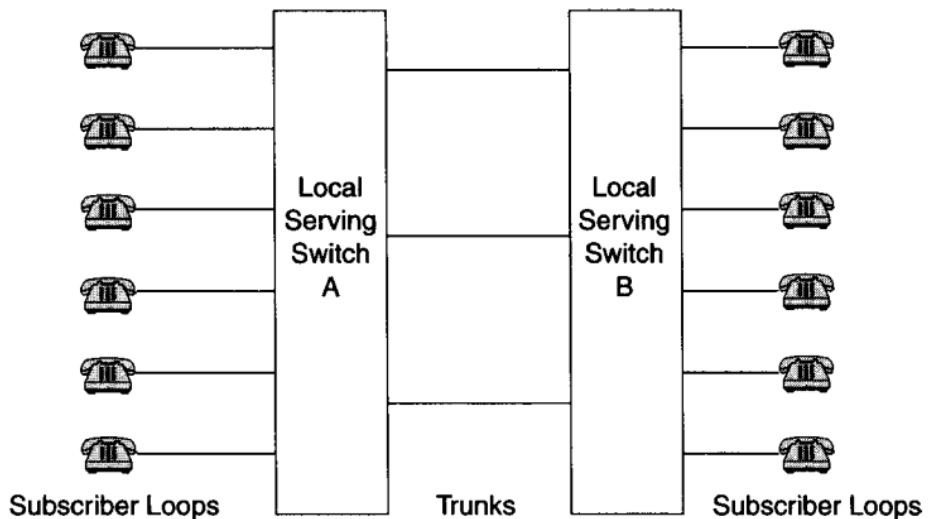 Local
Serving
Switch
A
Local
Serving
Switch
B
Subscriber Loops
Trunks
Subscriber Loops